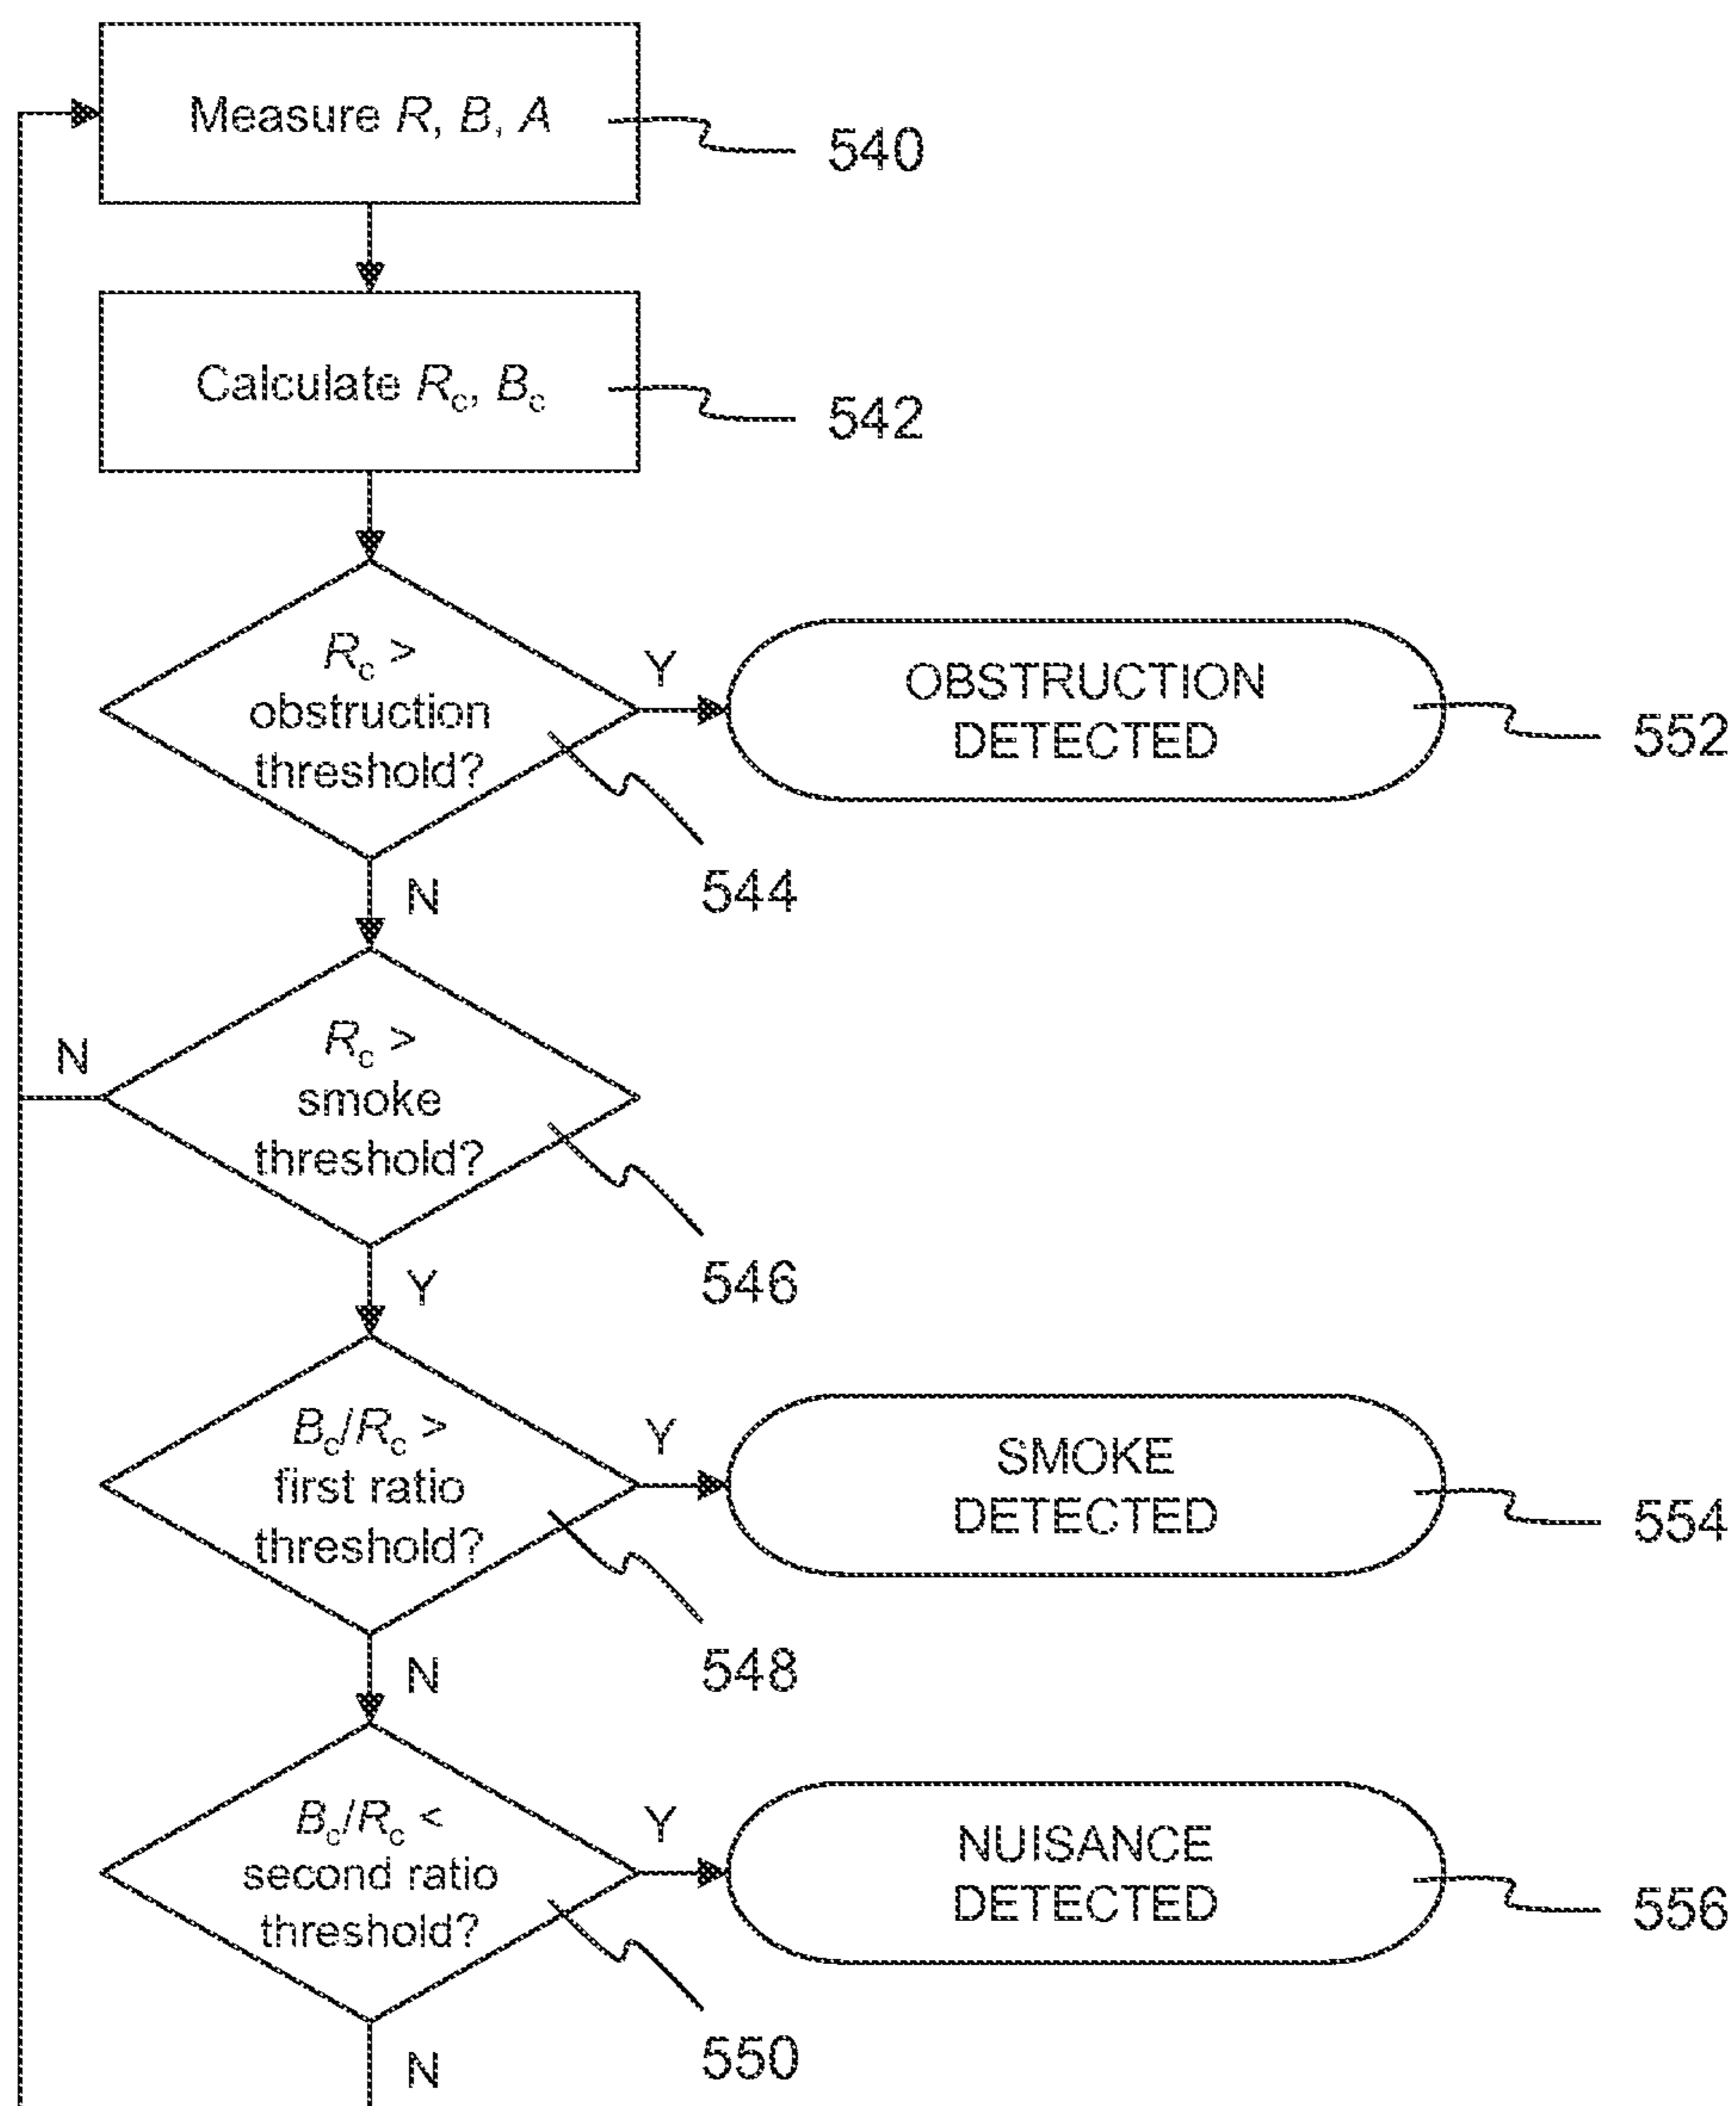 Measure R, B, A
540
Calculate Rc, Bc
542
Rc >
obstruction
threshold?
Y
OBSTRUCTION
DETECTED
552
544
N
Rc >
smoke
threshold?
N
546
Y
Bc/Rc >
first ratio
threshold?
Y
SMOKE
DETECTED
554
548
N
Bc/Rc <
second ratio
threshold?
Y
NUISANCE
DETECTED
556
550
N